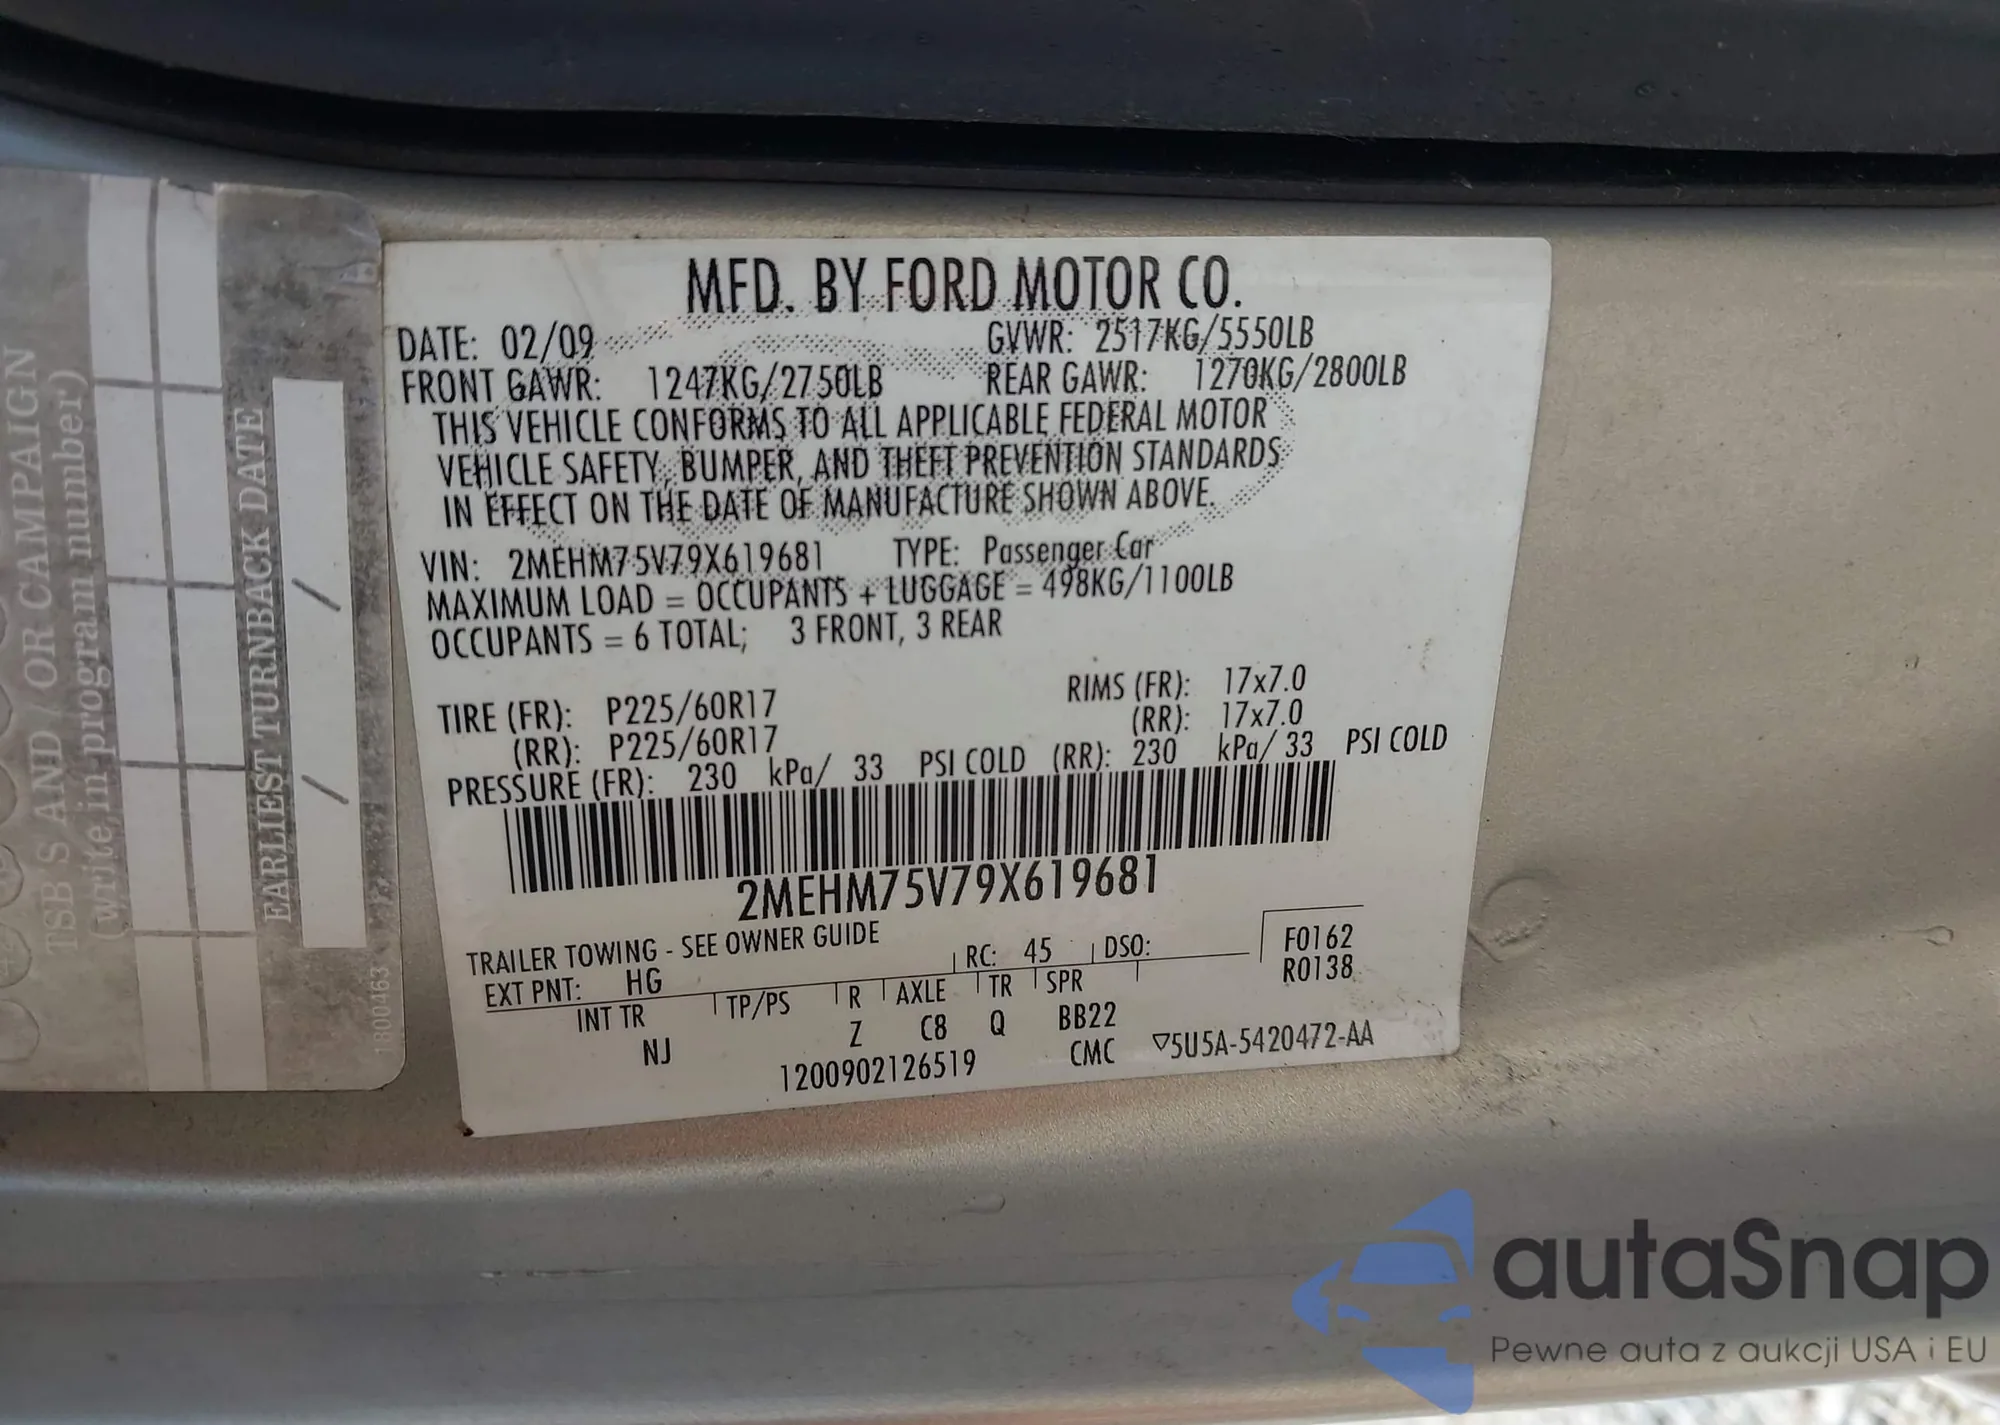 TSB'S AND / OR CAMPAIGN
(write in program number)
EARLIEST TURNBACK DATE
/
/
1800463
MFD. BY FORD MOTOR CO.
DATE: 02/09 GVWR: 2517KG/5550LB
FRONT GAWR: 1247KG/2750LB REAR GAWR: 1270KG/2800LB
THIS VEHICLE CONFORMS TO ALL APPLICABLE FEDERAL MOTOR
VEHICLE SAFETY, BUMPER, AND THEFT PREVENTION STANDARDS
IN EFFECT ON THE DATE OF MANUFACTURE SHOWN ABOVE.
VIN: 2MEHM75V79X619681 TYPE: Passenger Car
MAXIMUM LOAD = OCCUPANTS + LUGGAGE = 498KG/1100LB
OCCUPANTS = 6 TOTAL; 3 FRONT, 3 REAR
TIRE (FR): P225/60R17 RIMS (FR): 17x7.0
(RR): P225/60R17 (RR): 17x7.0
PRESSURE (FR): 230 kPa/ 33 PSI COLD (RR): 230 kPa/ 33 PSI COLD
2MEHM75V79X619681
TRAILER TOWING - SEE OWNER GUIDE RC: 45 DSO: F0162
EXT PNT: HG R0138
INT TR TP/PS R AXLE TR SPR
NJ Z C8 Q BB22
1200902126519 CMC ▽5U5A-5420472-AA
autaSnap
Pewne auta z aukcji USA i EU